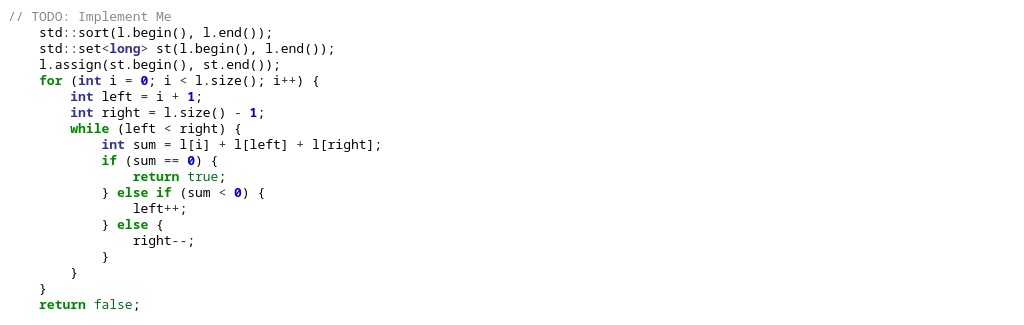 // TODO: Implement Me
    std::sort(l.begin(), l.end());
    std::set<long> st(l.begin(), l.end());
    l.assign(st.begin(), st.end());
    for (int i = 0; i < l.size(); i++) {
        int left = i + 1;
        int right = l.size() - 1;
        while (left < right) {
            int sum = l[i] + l[left] + l[right];
            if (sum == 0) {
                return true;
            } else if (sum < 0) {
                left++;
            } else {
                right--;
            }
        }
    }
    return false;